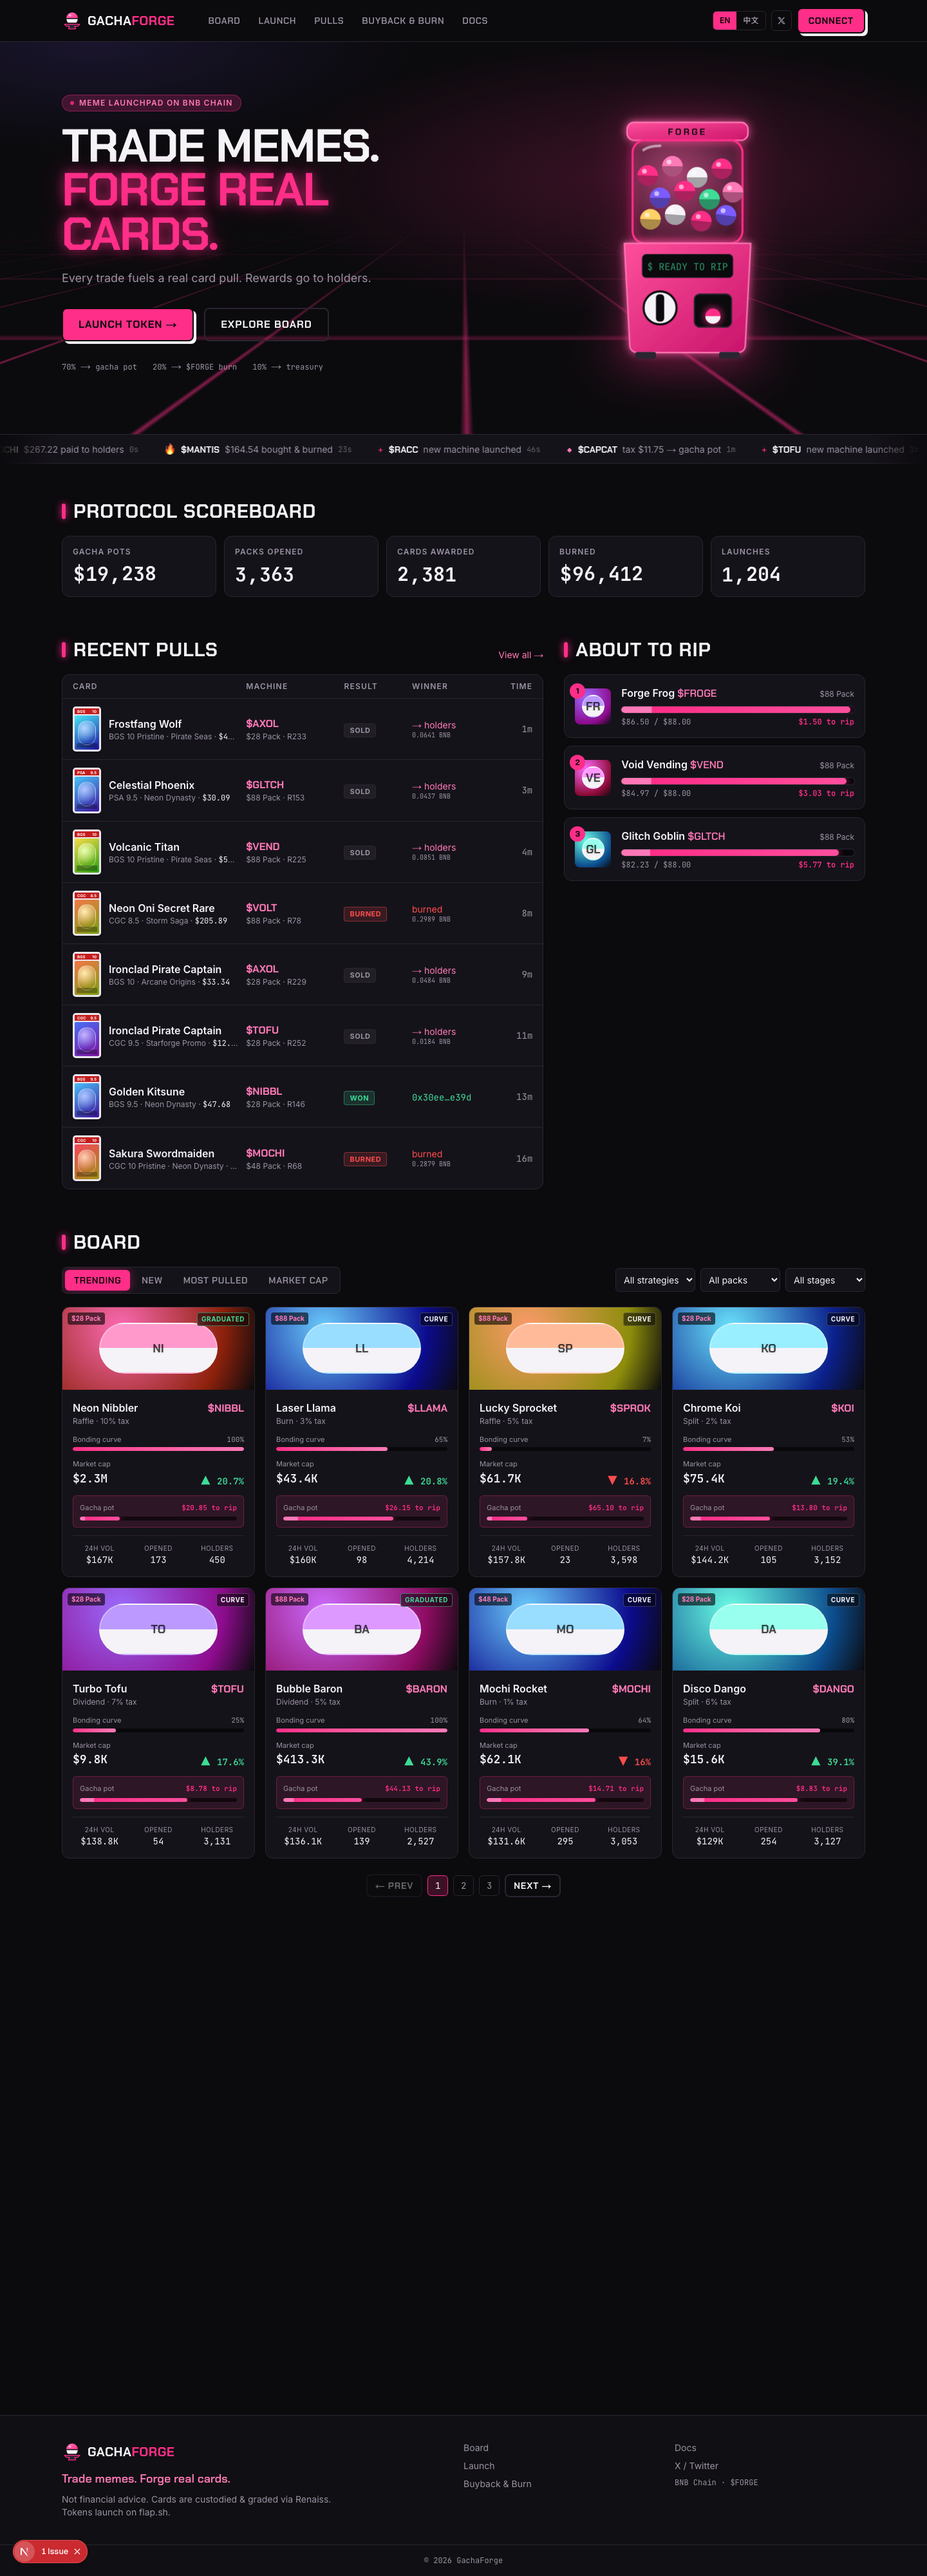 GACHAFORGE
BOARD LAUNCH PULLS BUYBACK & BURN DOCS
EN 中文 CONNECT
MEME LAUNCHPAD ON BNB CHAIN
TRADE MEMES.
FORGE REAL
CARDS.
Every trade fuels a real card pull. Rewards go to holders.
LAUNCH TOKEN → EXPLORE BOARD
70% → gacha pot 20% → $FORGE burn 10% → treasury
FORGE
$ READY TO RIP
CHI $267.22 paid to holders 0s $MANTIS $164.54 bought & burned 23s + $RACC new machine launched 46s ◆ $CAPCAT tax $11.75 → gacha pot 1m + $TOFU new machine launched
PROTOCOL SCOREBOARD
GACHA POTS
$19,238
PACKS OPENED
3,363
CARDS AWARDED
2,381
BURNED
$96,412
LAUNCHES
1,204
RECENT PULLS
View all →
CARD MACHINE RESULT WINNER TIME
BGS 10
Frostfang Wolf $AXOL SOLD → holders 1m
BGS 10 Pristine · Pirate Seas · $4... $28 Pack · R233 0.0641 BNB
PSA 9.5
Celestial Phoenix $GLTCH SOLD → holders 3m
PSA 9.5 · Neon Dynasty · $30.09 $88 Pack · R153 0.0437 BNB
BGS 10
Volcanic Titan $VEND SOLD → holders 4m
BGS 10 Pristine · Pirate Seas · $5... $88 Pack · R225 0.0851 BNB
CGC 8.5
Neon Oni Secret Rare $VOLT BURNED burned 8m
CGC 8.5 · Storm Saga · $205.89 $88 Pack · R78 0.2989 BNB
BGS 10
Ironclad Pirate Captain $AXOL SOLD → holders 9m
BGS 10 · Arcane Origins · $33.34 $28 Pack · R229 0.0484 BNB
CGC 9.5
Ironclad Pirate Captain $TOFU SOLD → holders 11m
CGC 9.5 · Starforge Promo · $12.... $28 Pack · R252 0.0184 BNB
BGS 9.5
Golden Kitsune $NIBBL WON 0x30ee…e39d 13m
BGS 9.5 · Neon Dynasty · $47.68 $28 Pack · R146
CGC 10
Sakura Swordmaiden $MOCHI BURNED burned 16m
CGC 10 Pristine · Neon Dynasty · ... $48 Pack · R68 0.2879 BNB
ABOUT TO RIP
1 FR Forge Frog $FROGE $88 Pack
$86.50 / $88.00 $1.50 to rip
2 VE Void Vending $VEND $88 Pack
$84.97 / $88.00 $3.03 to rip
3 GL Glitch Goblin $GLTCH $88 Pack
$82.23 / $88.00 $5.77 to rip
BOARD
TRENDING NEW MOST PULLED MARKET CAP All strategies All packs All stages
$28 Pack GRADUATED
NI
Neon Nibbler $NIBBL
Raffle · 10% tax
Bonding curve 100%
Market cap
$2.3M ▲ 20.7%
Gacha pot $20.85 to rip
24H VOL OPENED HOLDERS
$167K 173 450
$88 Pack CURVE
LL
Laser Llama $LLAMA
Burn · 3% tax
Bonding curve 65%
Market cap
$43.4K ▲ 20.8%
Gacha pot $26.15 to rip
24H VOL OPENED HOLDERS
$160K 98 4,214
$88 Pack CURVE
SP
Lucky Sprocket $SPROK
Raffle · 5% tax
Bonding curve 7%
Market cap
$61.7K ▼ 16.8%
Gacha pot $65.10 to rip
24H VOL OPENED HOLDERS
$157.8K 23 3,598
$28 Pack CURVE
KO
Chrome Koi $KOI
Split · 2% tax
Bonding curve 53%
Market cap
$75.4K ▲ 19.4%
Gacha pot $13.80 to rip
24H VOL OPENED HOLDERS
$144.2K 105 3,152
$28 Pack CURVE
TO
Turbo Tofu $TOFU
Dividend · 7% tax
Bonding curve 25%
Market cap
$9.8K ▲ 17.6%
Gacha pot $8.78 to rip
24H VOL OPENED HOLDERS
$138.8K 54 3,131
$88 Pack GRADUATED
BA
Bubble Baron $BARON
Dividend · 5% tax
Bonding curve 100%
Market cap
$413.3K ▲ 43.9%
Gacha pot $44.13 to rip
24H VOL OPENED HOLDERS
$136.1K 139 2,527
$48 Pack CURVE
MO
Mochi Rocket $MOCHI
Burn · 1% tax
Bonding curve 64%
Market cap
$62.1K ▼ 16%
Gacha pot $14.71 to rip
24H VOL OPENED HOLDERS
$131.6K 295 3,053
$28 Pack CURVE
DA
Disco Dango $DANGO
Split · 6% tax
Bonding curve 80%
Market cap
$15.6K ▲ 39.1%
Gacha pot $8.83 to rip
24H VOL OPENED HOLDERS
$129K 254 3,127
← PREV 1 2 3 NEXT →
GACHAFORGE
Trade memes. Forge real cards.
Not financial advice. Cards are custodied & graded via Renaiss.
Tokens launch on flap.sh.
Board
Launch
Buyback & Burn
Docs
X / Twitter
BNB Chain · $FORGE
N 1 Issue ×
© 2026 GachaForge